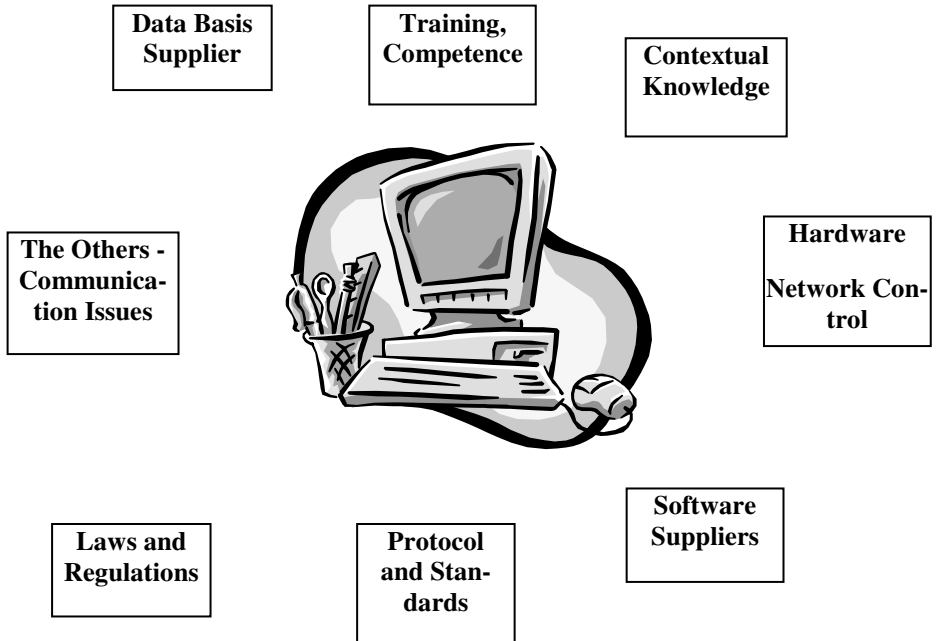 Data Basis
Supplier
Training,
Competence
Contextual
Knowledge
The Others -
Communica-
tion Issues
Hardware
Network Con-
trol
Laws and
Regulations
Protocol
and Stan-
dards
Software
Suppliers